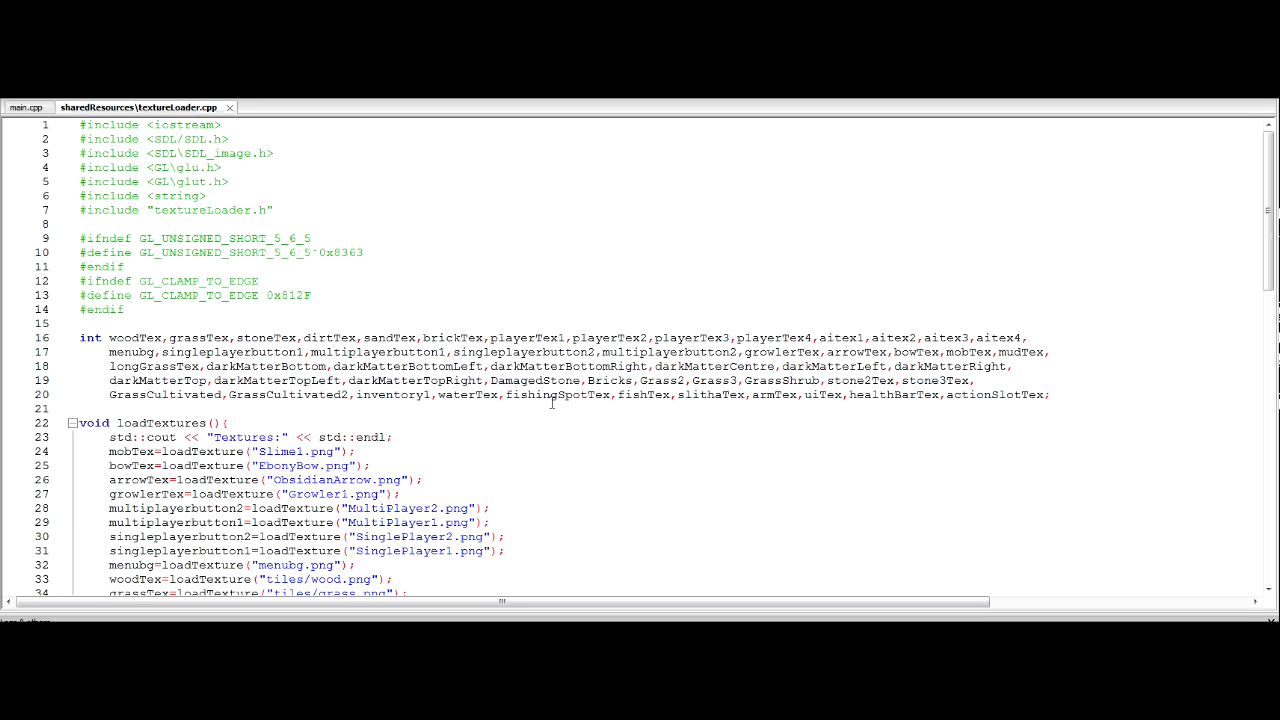 main.cpp sharedResources\textureLoader.cpp
1 #include <iostream>
2 #include <SDL/SDL.h>
3 #include <SDL\SDL_image.h>
4 #include <GL\glu.h>
5 #include <GL\glut.h>
6 #include <string>
7 #include "textureLoader.h"
8
9 #ifndef GL_UNSIGNED_SHORT_5_6_5
10 #define GL_UNSIGNED_SHORT_5_6_5 0x8363
11 #endif
12 #ifndef GL_CLAMP_TO_EDGE
13 #define GL_CLAMP_TO_EDGE 0x812F
14 #endif
15
16 int woodTex,grassTex,stoneTex,dirtTex,sandTex,brickTex,playerTex1,playerTex2,playerTex3,playerTex4,aitex1,aitex2,aitex3,aitex4,
17 menubg,singleplayerbutton1,multiplayerbutton1,singleplayerbutton2,multiplayerbutton2,growlerTex,arrowTex,bowTex,mobTex,mudTex,
18 longGrassTex,darkMatterBottom,darkMatterBottomLeft,darkMatterBottomRight,darkMatterCentre,darkMatterLeft,darkMatterRight,
19 darkMatterTop,darkMatterTopLeft,darkMatterTopRight,DamagedStone,Bricks,Grass2,Grass3,GrassShrub,stone2Tex,stone3Tex,
20 GrassCultivated,GrassCultivated2,inventory1,waterTex,fishingSpotTex,fishTex,slithaTex,armTex,uiTex,healthBarTex,actionSlotTex;
21
22 void loadTextures(){
23 std::cout << "Textures:" << std::endl;
24 mobTex=loadTexture("Slime1.png");
25 bowTex=loadTexture("EbonyBow.png");
26 arrowTex=loadTexture("ObsidianArrow.png");
27 growlerTex=loadTexture("Growler1.png");
28 multiplayerbutton2=loadTexture("MultiPlayer2.png");
29 multiplayerbutton1=loadTexture("MultiPlayer1.png");
30 singleplayerbutton2=loadTexture("SinglePlayer2.png");
31 singleplayerbutton1=loadTexture("SinglePlayer1.png");
32 menubg=loadTexture("menubg.png");
33 woodTex=loadTexture("tiles/wood.png");
34 grassTex=loadTexture("tiles/grass.png");